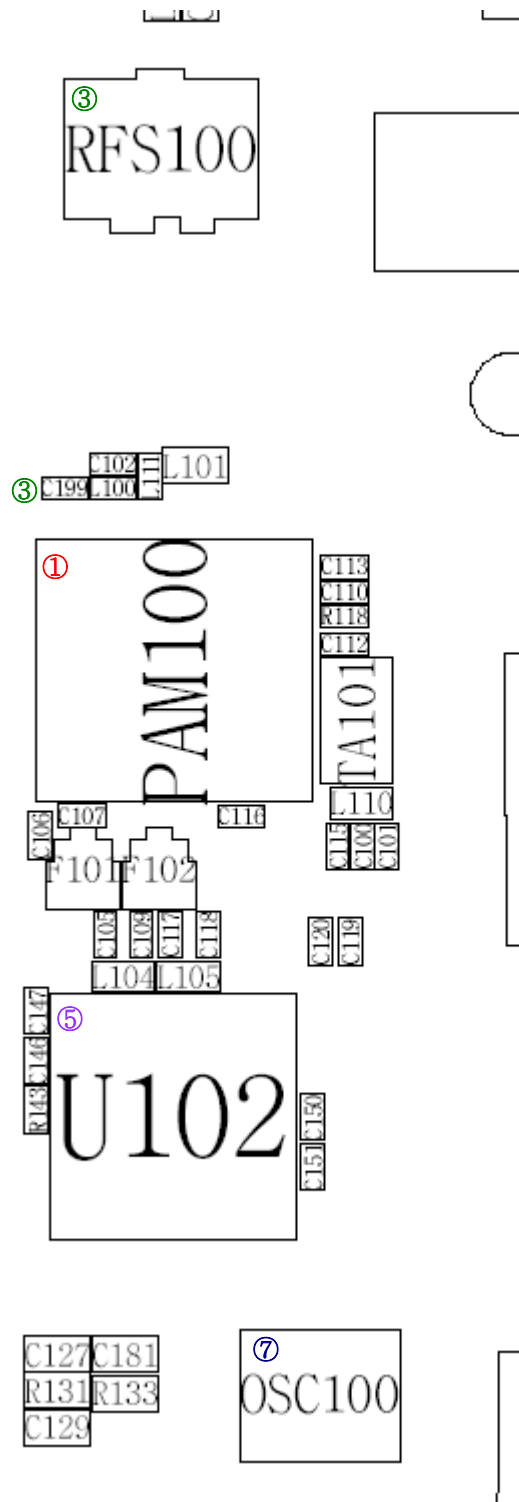 ③
RFS100
C102
L111
L101
③
C199
L100
①
PAM100
C113
C110
R118
C112
TA101
L110
C107
C116
C106
C115
C100
C101
F101
F102
C105
C109
C117
C118
C120
C119
L104
L105
C147
⑤
C146
R143
U102
C150
C151
⑦
C127
C181
R131
R133
OSC100
C129